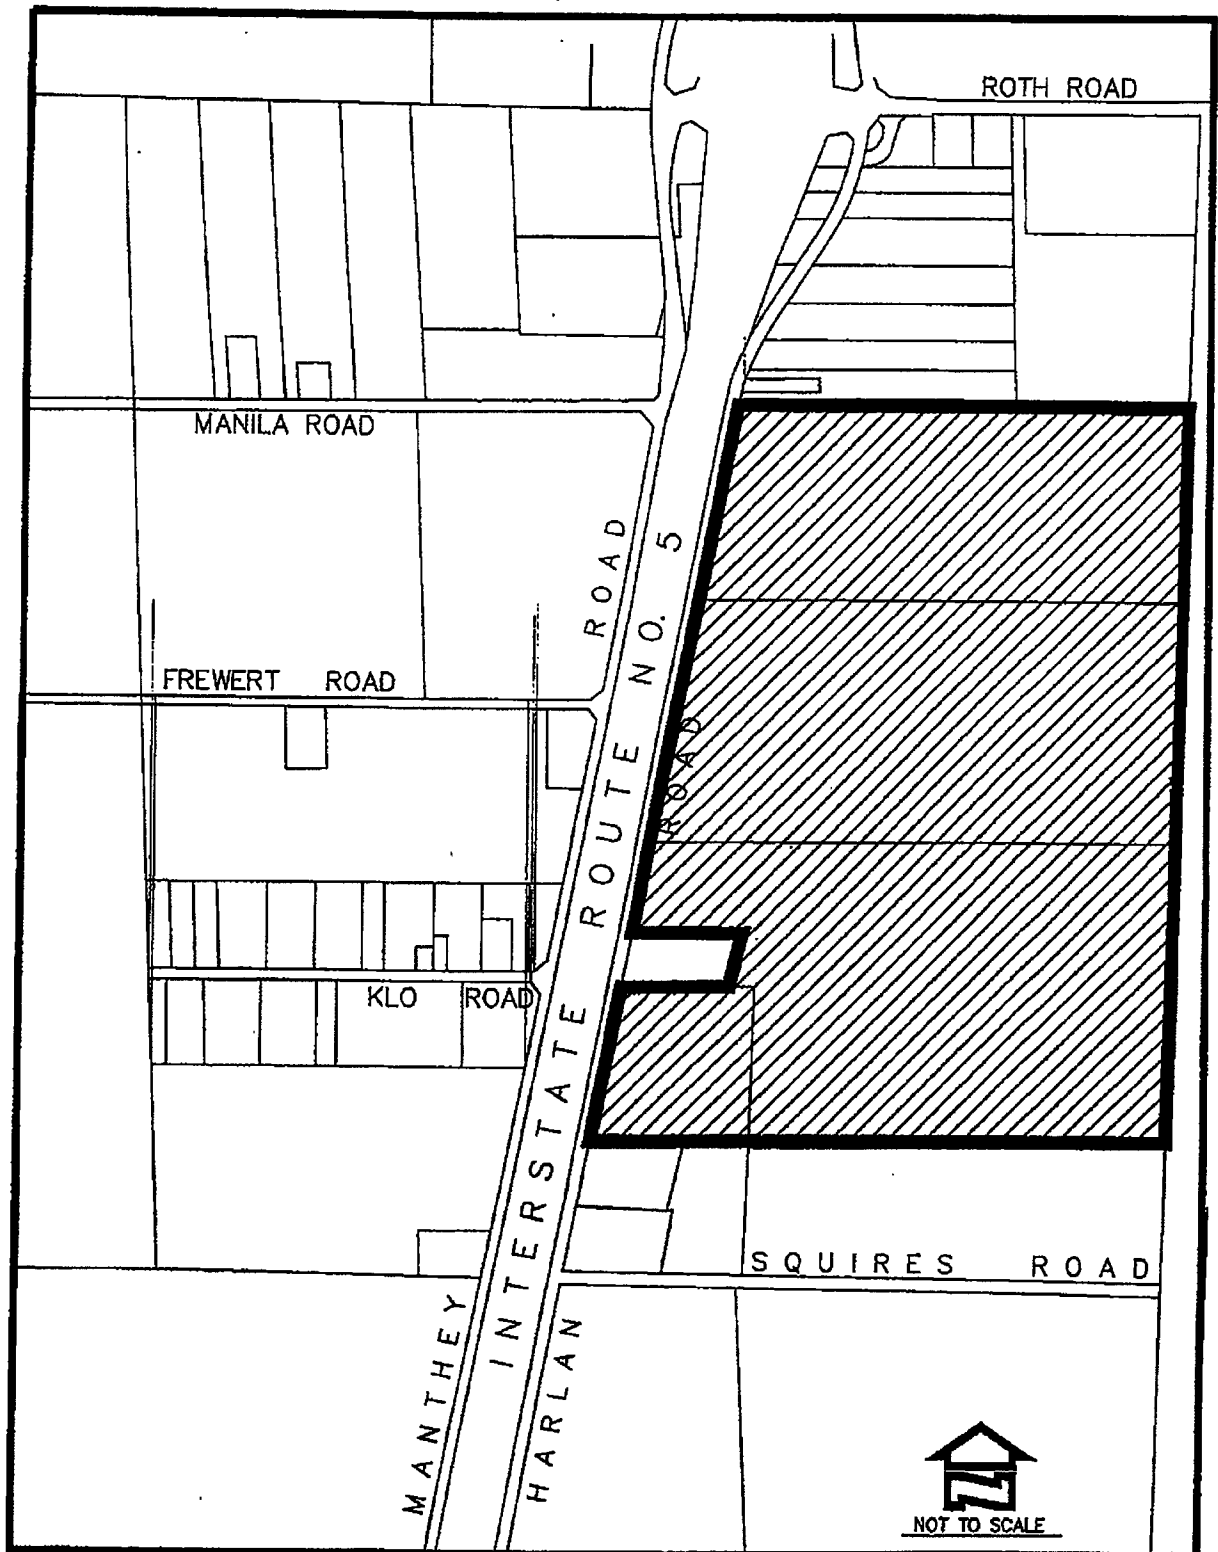 ROTH ROAD
MANILA ROAD
ROAD
INTERSTATE ROUTE NO. 5
FREWERT ROAD
ROAD
KLO ROAD
SQUIRES ROAD
MANTHEY
HARLAN
N
NOT TO SCALE